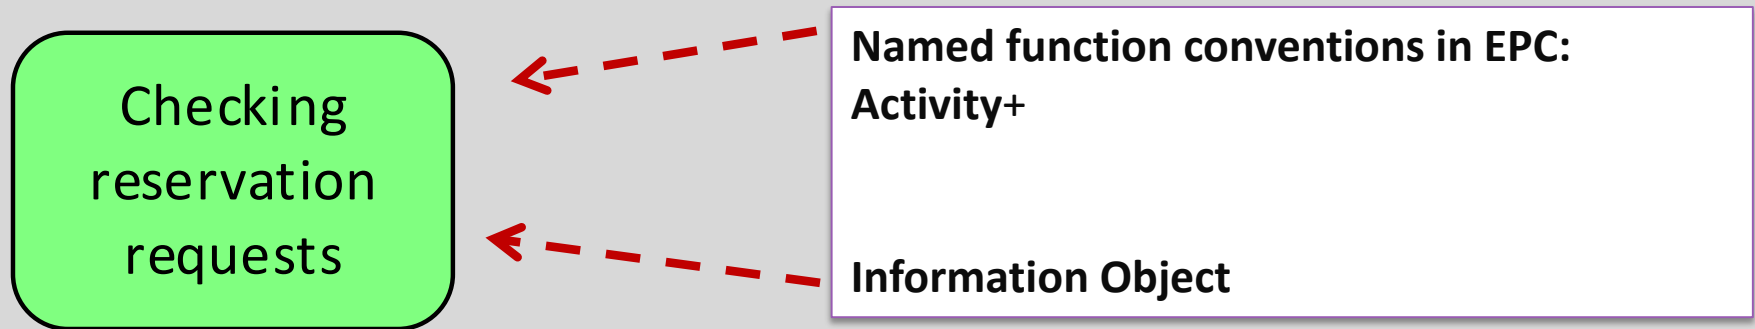 Checking
reservation
requests
Named function conventions in EPC:
Activity+
Information Object